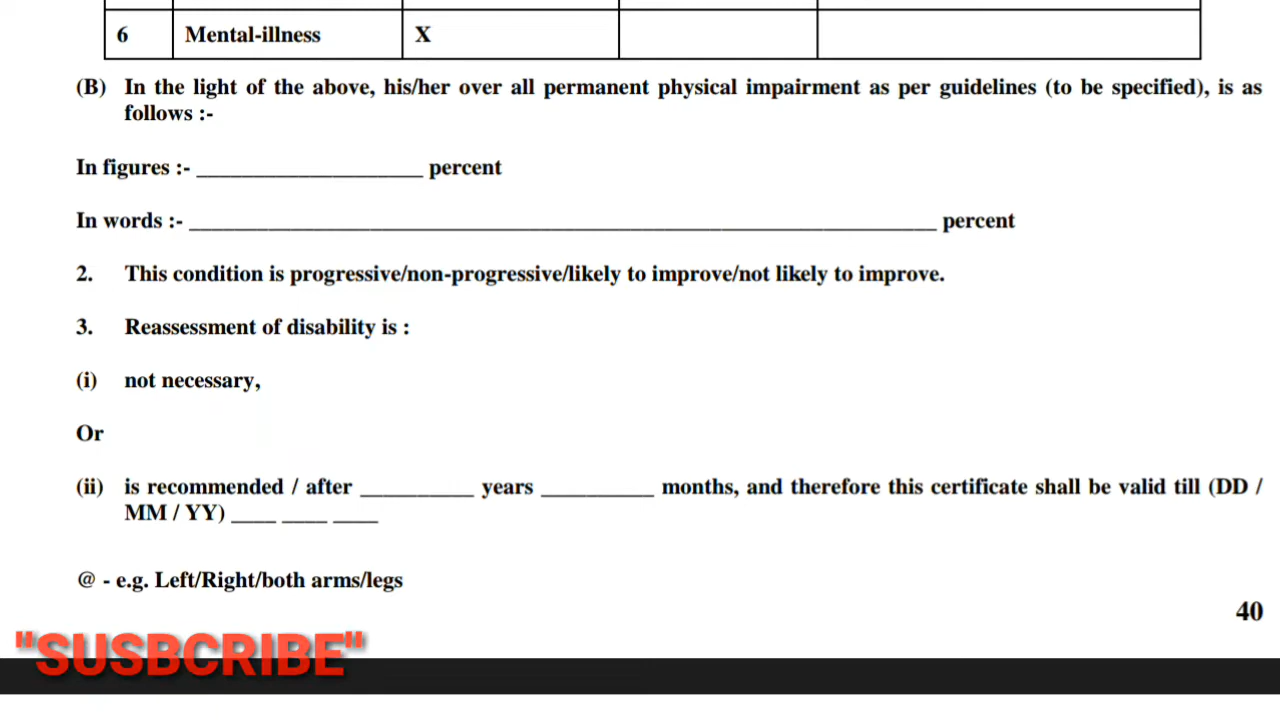 6 Mental-illness X
(B) In the light of the above, his/her over all permanent physical impairment as per guidelines (to be specified), is as
follows :-
In figures :- ____________________ percent
In words :- __________________________________________________________________ percent
2. This condition is progressive/non-progressive/likely to improve/not likely to improve.
3. Reassessment of disability is :
(i) not necessary,
Or
(ii) is recommended / after __________ years __________ months, and therefore this certificate shall be valid till (DD /
MM / YY) ____ ____ ____
@ - e.g. Left/Right/both arms/legs
40
"SUSBCRIBE"